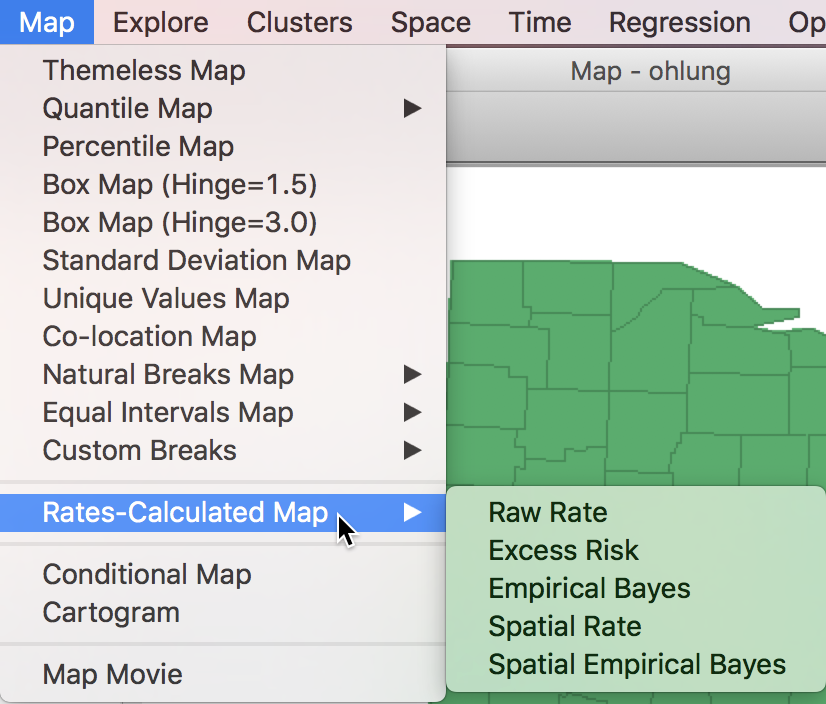 Map Explore Clusters Space Time Regression Op
Map - ohlung
Themeless Map
Quantile Map
Percentile Map
Box Map (Hinge=1.5)
Box Map (Hinge=3.0)
Standard Deviation Map
Unique Values Map
Co-location Map
Natural Breaks Map
Equal Intervals Map
Custom Breaks
Rates-Calculated Map
Raw Rate
Excess Risk
Empirical Bayes
Spatial Rate
Spatial Empirical Bayes
Conditional Map
Cartogram
Map Movie